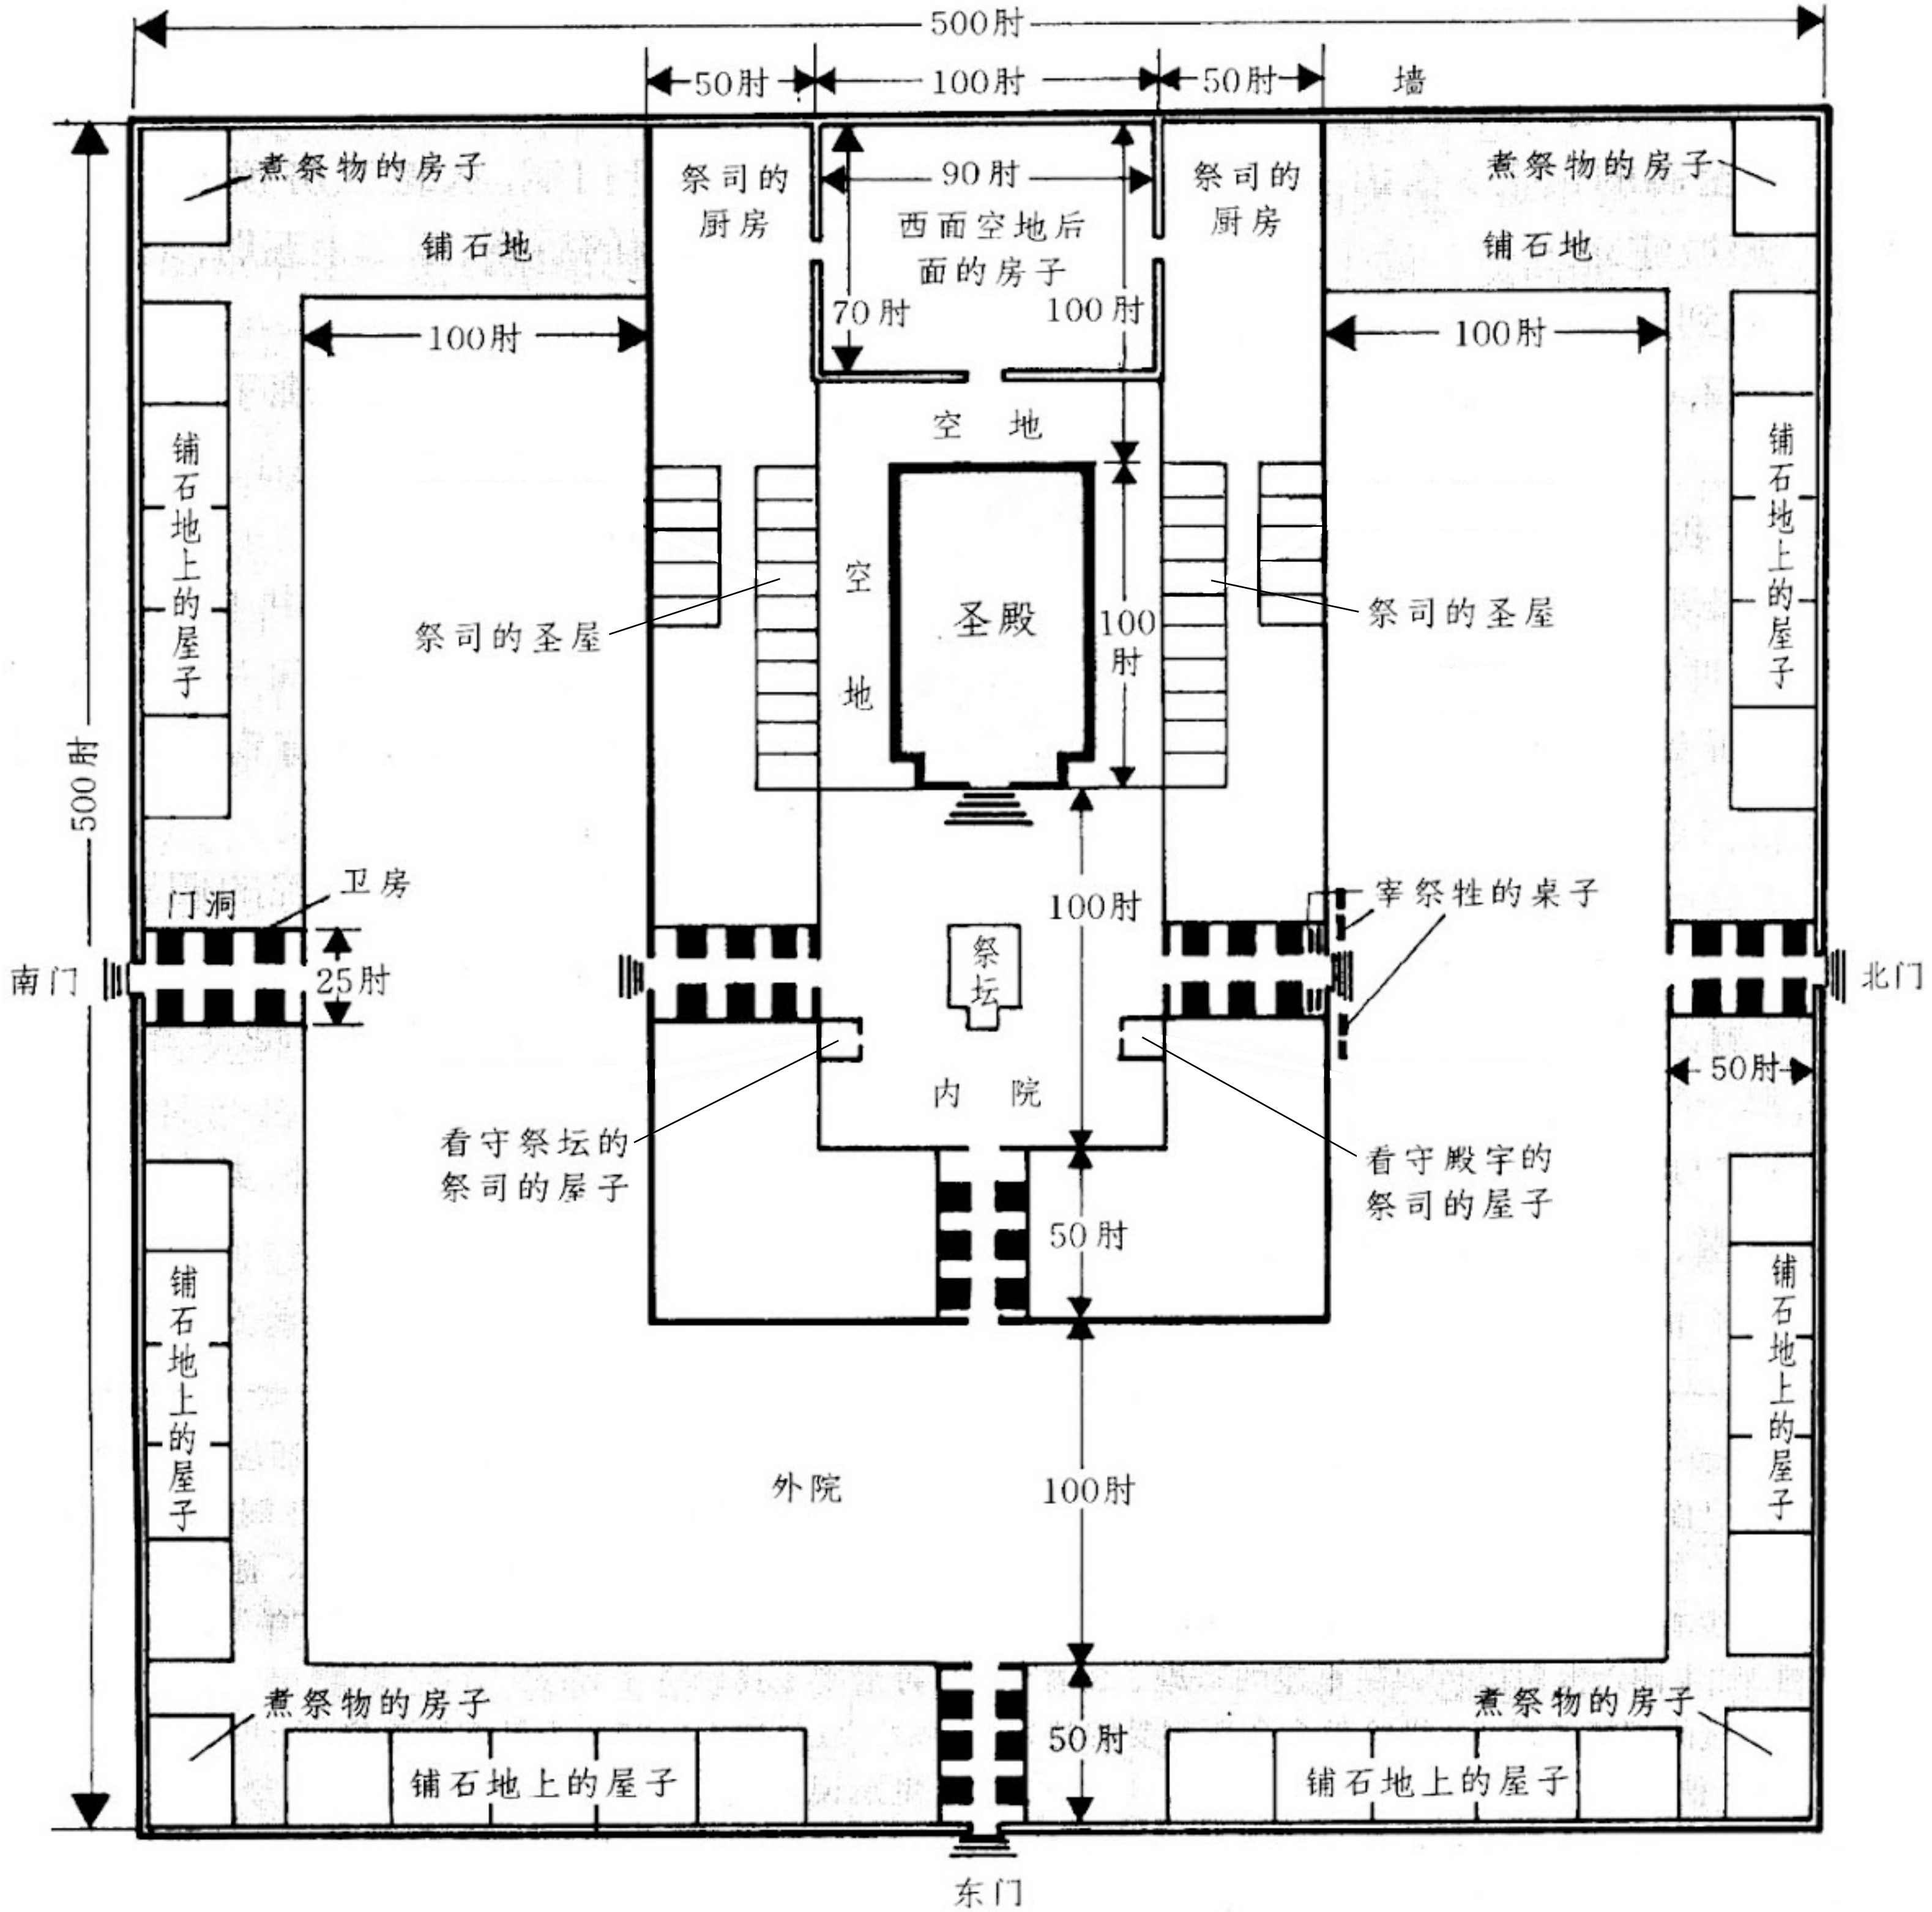 500肘
50肘
100肘
50肘
墙
煮祭物的房子
祭司的
厨房
90肘
祭司的
厨房
煮祭物的房子
铺石地
西面空地后
面的房子
铺石地
70肘
100肘
100肘
100肘
空 地
铺石地上的屋子
铺石地上的屋子
空地
圣殿
100
肘
祭司的圣屋
祭司的圣屋
500肘
门洞
卫房
100肘
宰祭牲的桌子
南门
25肘
祭坛
北门
50肘
内 院
看守祭坛的
祭司的屋子
看守殿宇的
祭司的屋子
50肘
铺石地上的屋子
铺石地上的屋子
外院
100肘
煮祭物的房子
煮祭物的房子
50肘
铺石地上的屋子
铺石地上的屋子
东门